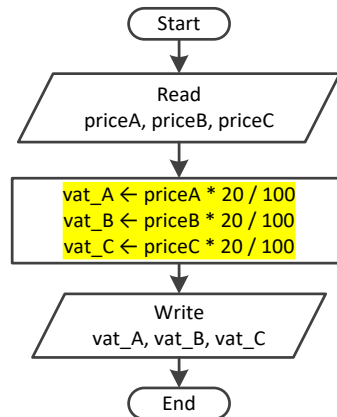 Start
Read
priceA, priceB, priceC
vat_A ← priceA * 20 / 100
vat_B ← priceB * 20 / 100
vat_C ← priceC * 20 / 100
Write
vat_A, vat_B, vat_C
End